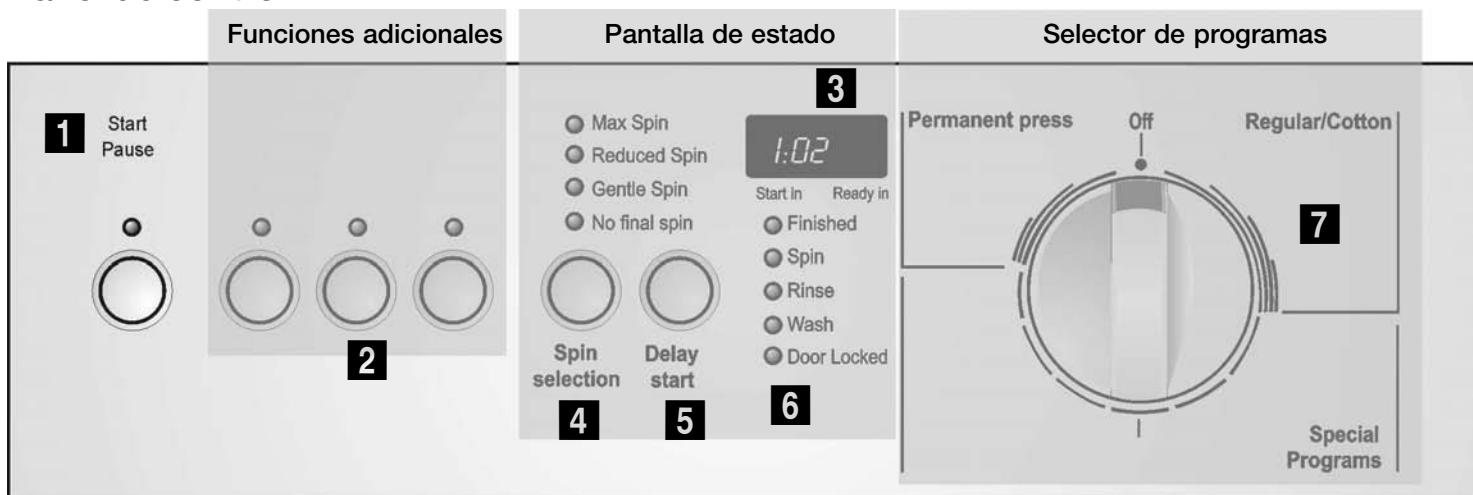 Funciones adicionales
Pantalla de estado
Selector de programas
1
Start
Pause
2
Max Spin
Reduced Spin
Gentle Spin
No final spin
Spin
selection
4
Delay
start
5
3
1:02
Start in
Ready in
Finished
Spin
Rinse
Wash
Door Locked
6
Permanent press
Off
Regular/Cotton
7
Special
Programs